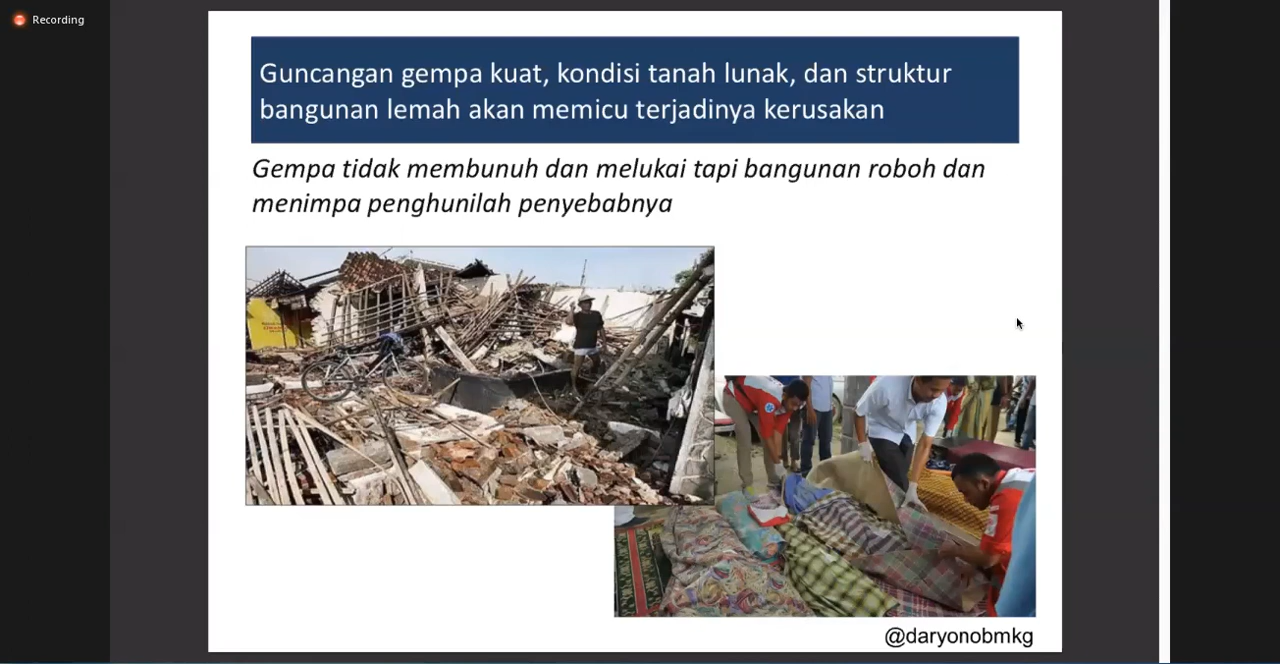 Recording
Guncangan gempa kuat, kondisi tanah lunak, dan struktur
bangunan lemah akan memicu terjadinya kerusakan
Gempa tidak membunuh dan melukai tapi bangunan roboh dan
menimpa penghunilah penyebabnya
@daryonobmkg